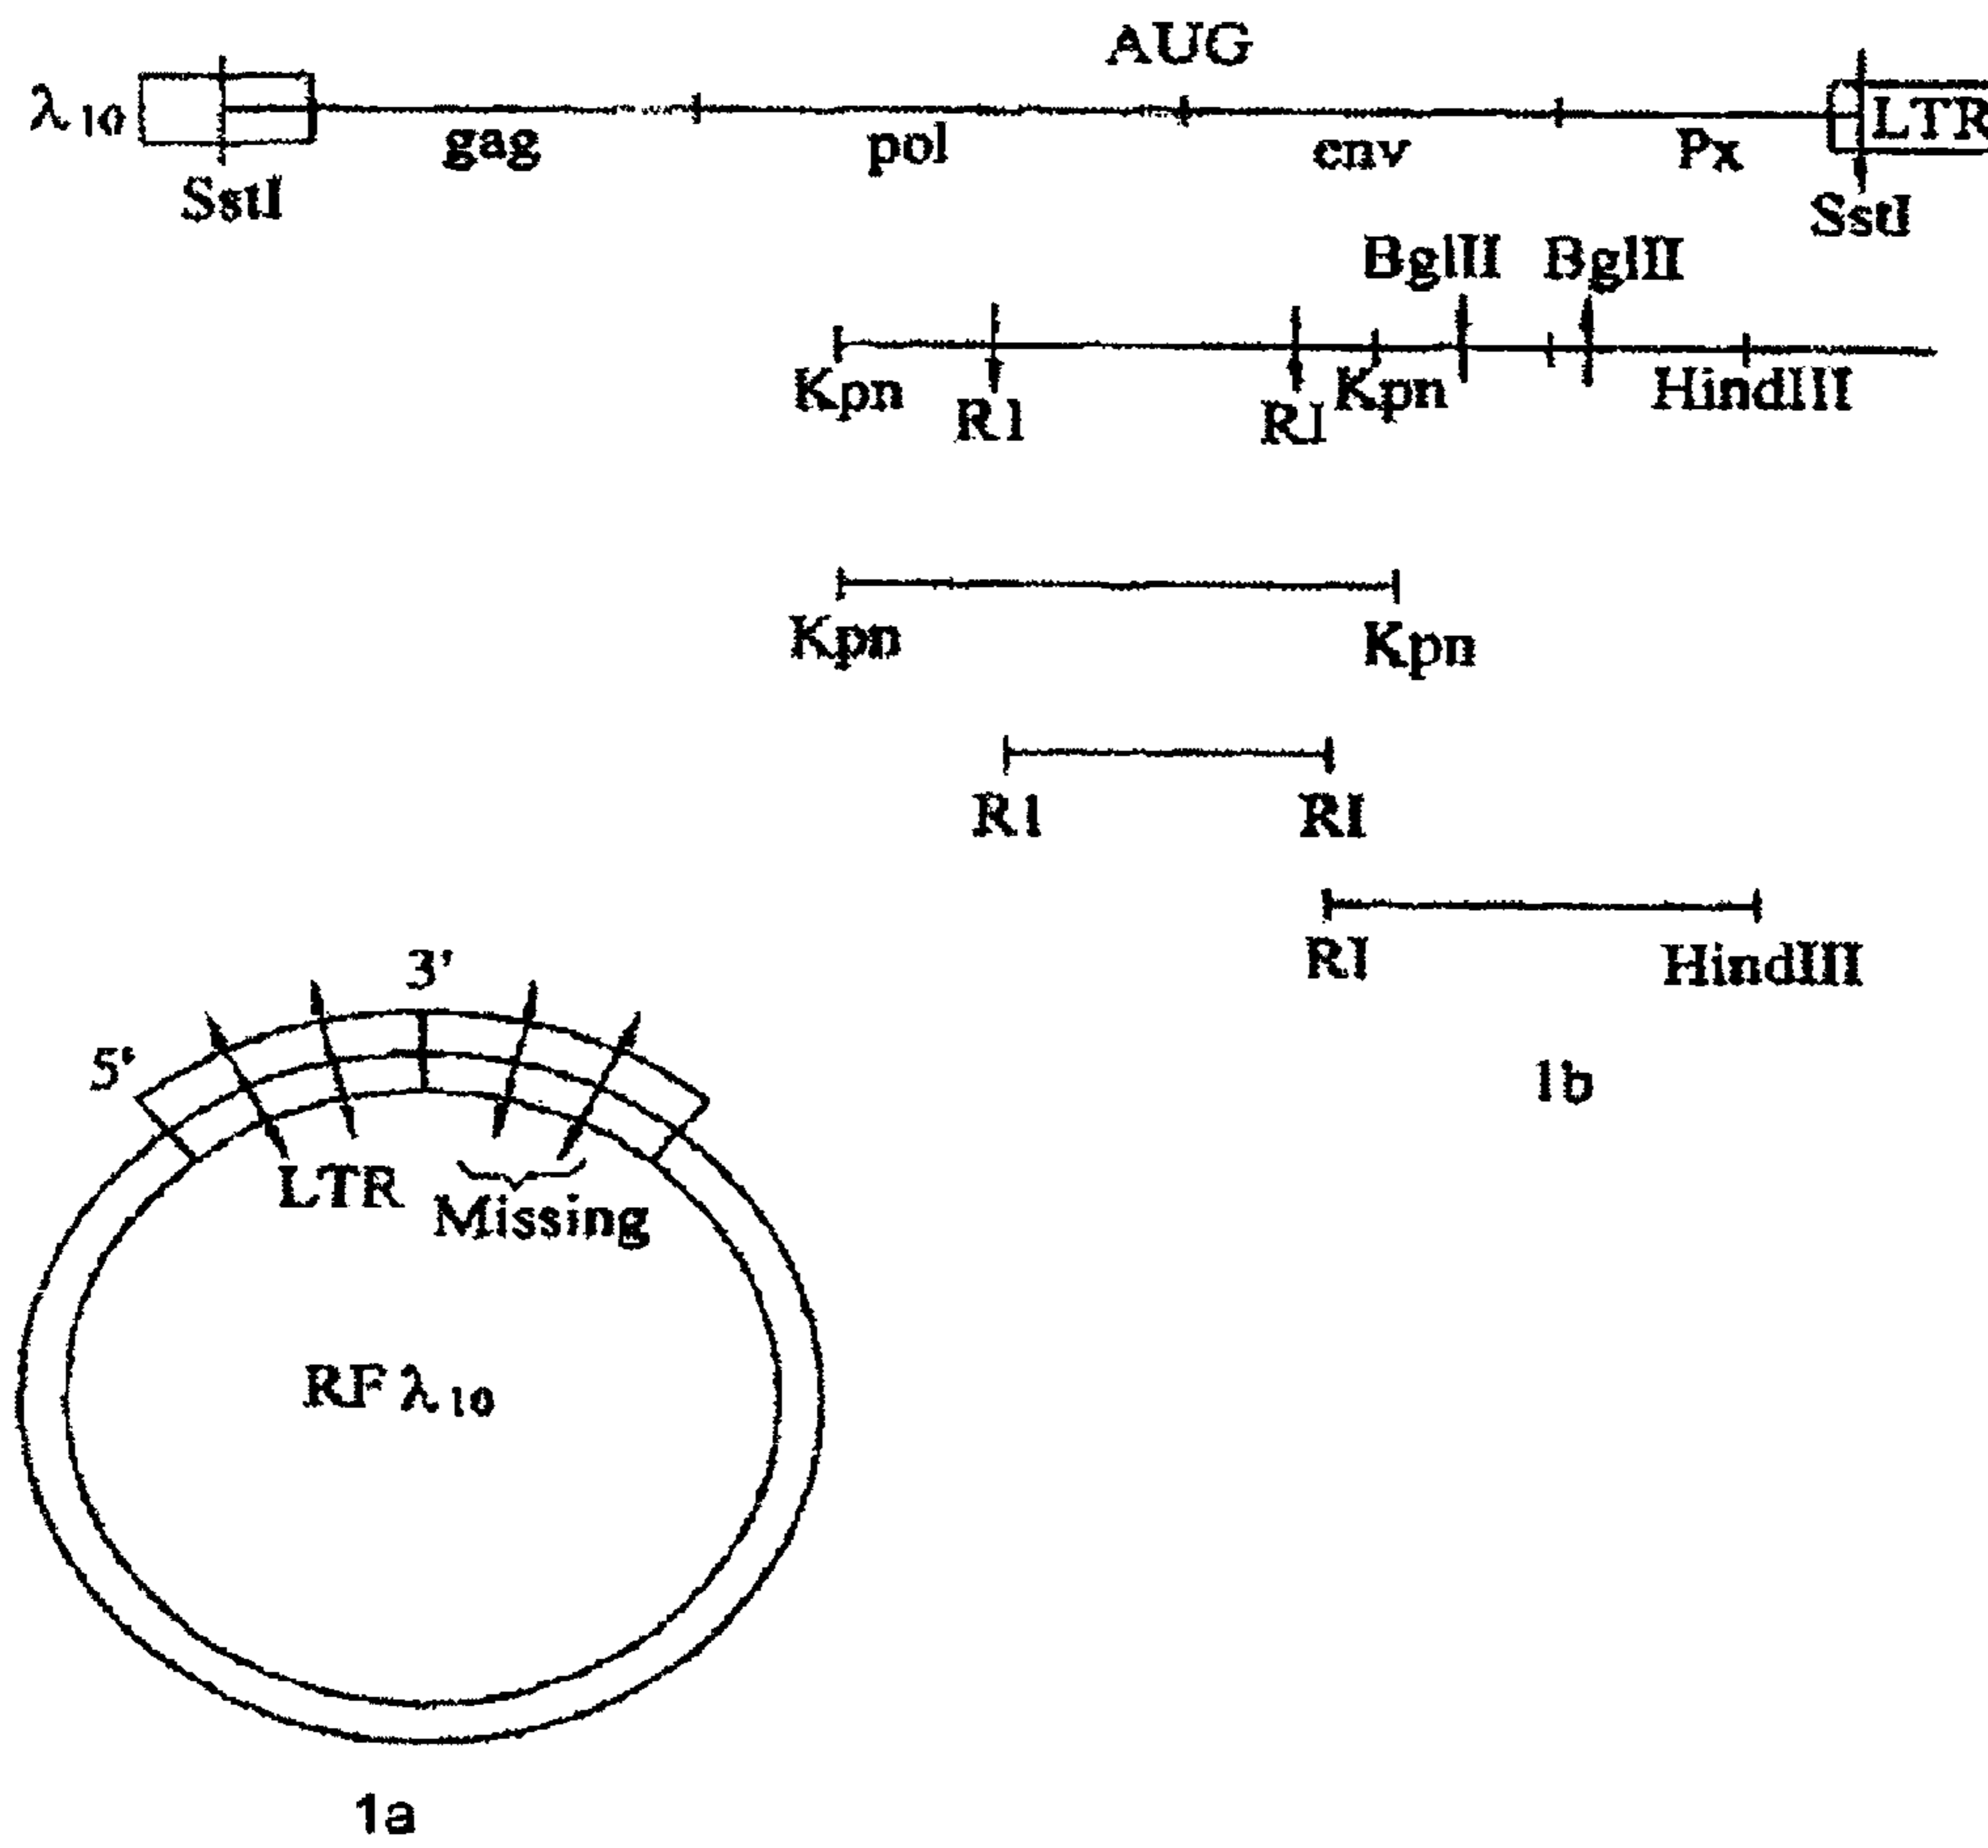 AUG
λ10 gag pol env Px LTR
SstI SstI
BglII BglII
Kpn R1 RI Kpn HindIII
Kpn Kpn
R1 RI
RI HindIII
3'
5'
1b
LTR Missing
RF λ10
1a